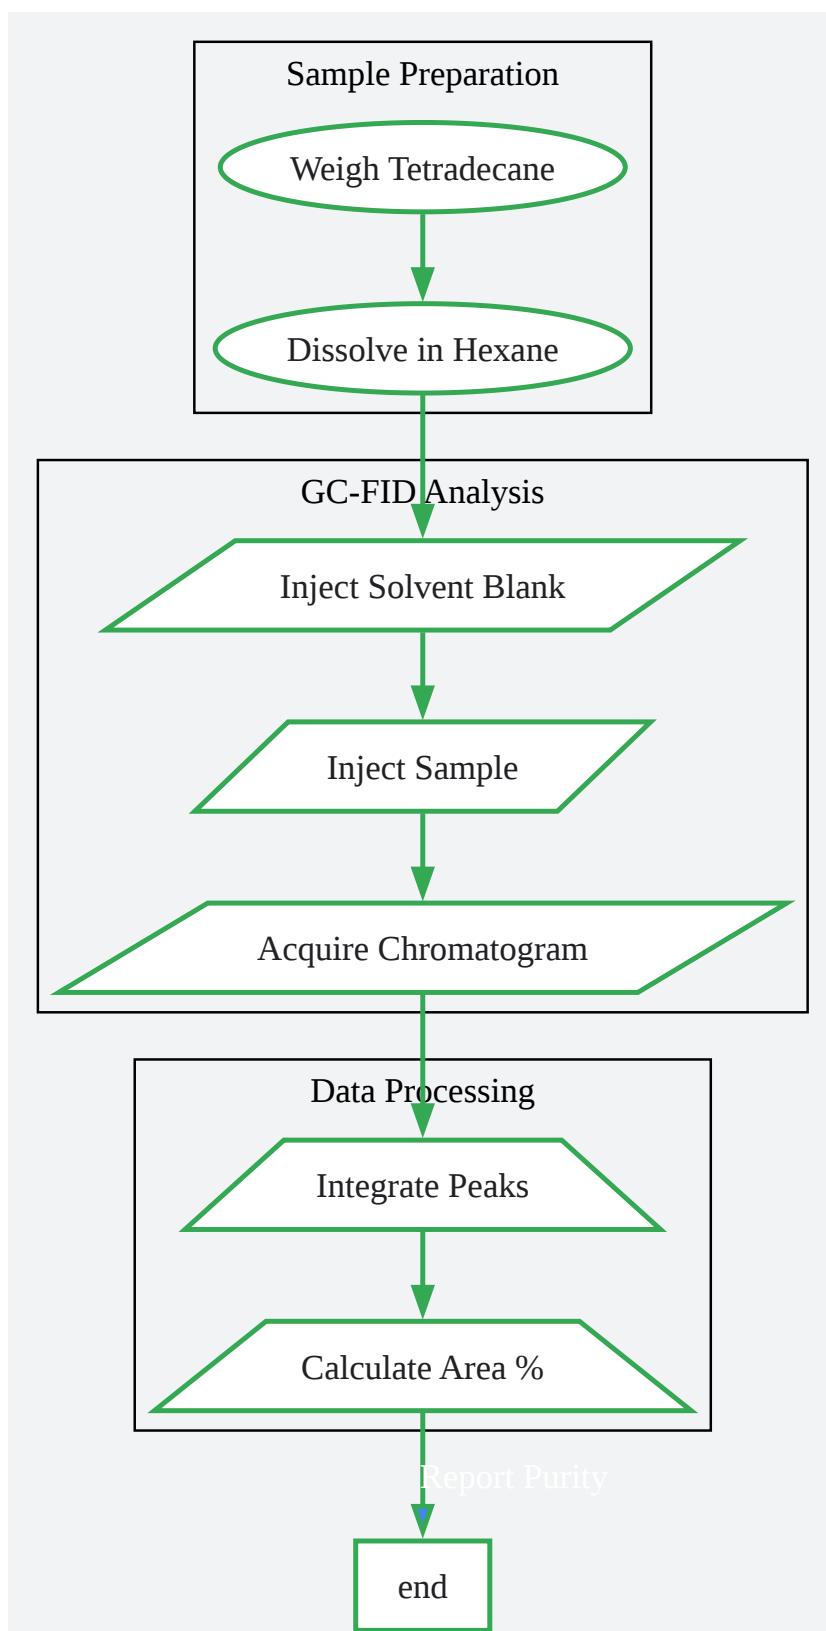 Sample Preparation
Weigh Tetradecane
Dissolve in Hexane
GC-FID Analysis
Inject Solvent Blank
Inject Sample
Acquire Chromatogram
Data Processing
Integrate Peaks
Calculate Area %
Report Purity
end